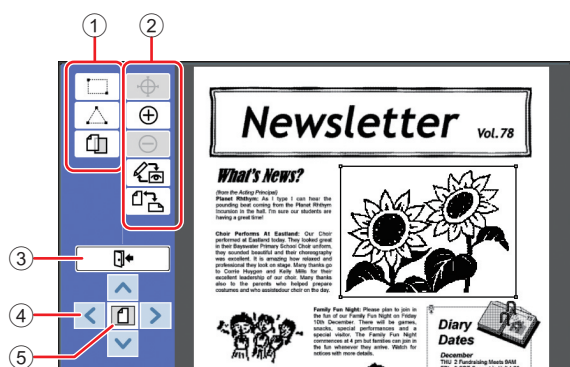 1
2
3
4
5
Newsletter Vol.78
What's News?
(from the Acting Principal)
Planet Rhthym: As I type I can hear the
pounding beat coming from the Planet Rhthym
Incursion in the hall. I'm sure our students are
having a great time!
Choir Performs At Eastland: Our Choir
performed at Eastland today. They looked great
in their Bayswater Primary School Choir uniform,
they sounded beautiful and their choreography
was excellent. It is amazing how relaxed and
professional they look on stage. Many thanks go
to Corrie Huygen and Kelly Mills for their
excellent leadership of our choir. Many thanks
also to the parents who helped prepare
costumes and who assistedour choir on the day.
Family Fun Night: Please plan to join in
the fun of our Family Fun Night on Friday
10th December. There will be games,
snacks, special performances and a
special visitor. The Family Fun Night
commences at 4 pm but families can join in
the fun whenever they arrive. Watch for
notices with more details.
Diary
Dates
December
THU 2 Fundraising Meets 9AM